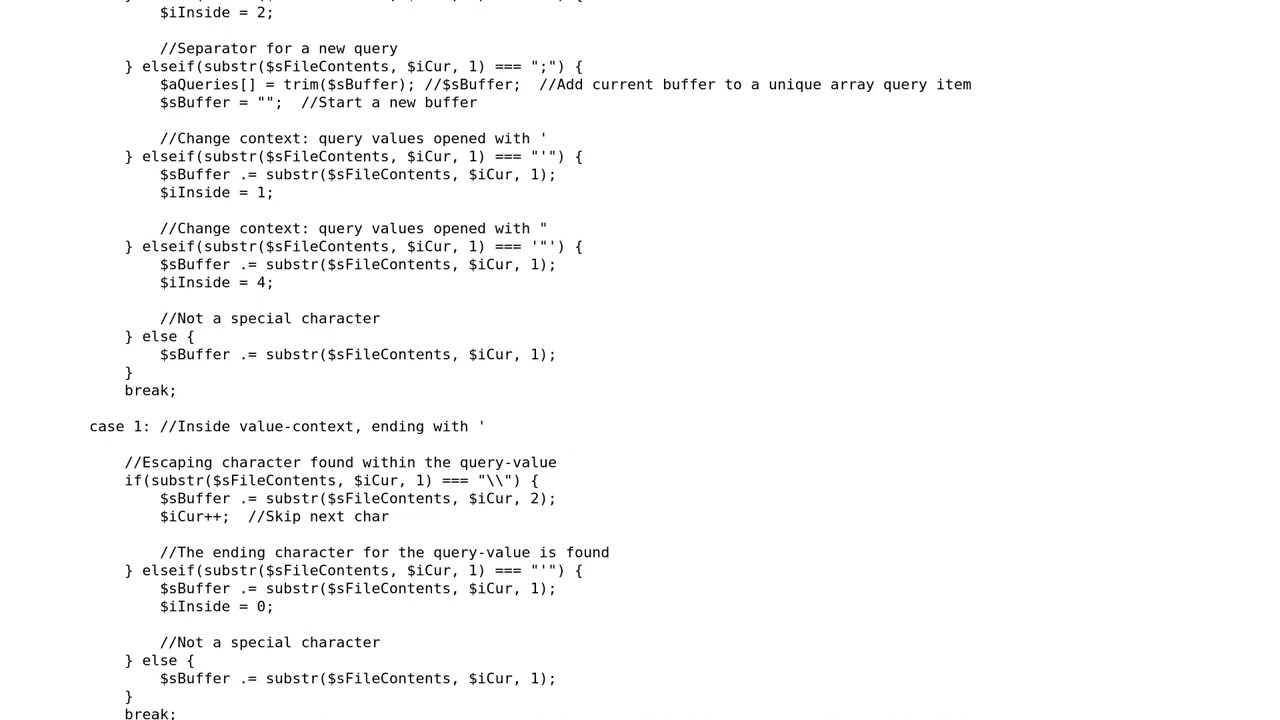 $iInside = 2;
//Separator for a new query
} elseif(substr($sFileContents, $iCur, 1) === ";") {
$aQueries[] = trim($sBuffer); //$sBuffer;  //Add current buffer to a unique array query item
$sBuffer = "";  //Start a new buffer
//Change context: query values opened with '
} elseif(substr($sFileContents, $iCur, 1) === "'") {
$sBuffer .= substr($sFileContents, $iCur, 1);
$iInside = 1;
//Change context: query values opened with "
} elseif(substr($sFileContents, $iCur, 1) === '"') {
$sBuffer .= substr($sFileContents, $iCur, 1);
$iInside = 4;
//Not a special character
} else {
$sBuffer .= substr($sFileContents, $iCur, 1);
}
break;
case 1: //Inside value-context, ending with '
//Escaping character found within the query-value
if(substr($sFileContents, $iCur, 1) === "\\") {
$sBuffer .= substr($sFileContents, $iCur, 2);
$iCur++;  //Skip next char
//The ending character for the query-value is found
} elseif(substr($sFileContents, $iCur, 1) === "'") {
$sBuffer .= substr($sFileContents, $iCur, 1);
$iInside = 0;
//Not a special character
} else {
$sBuffer .= substr($sFileContents, $iCur, 1);
}
break;